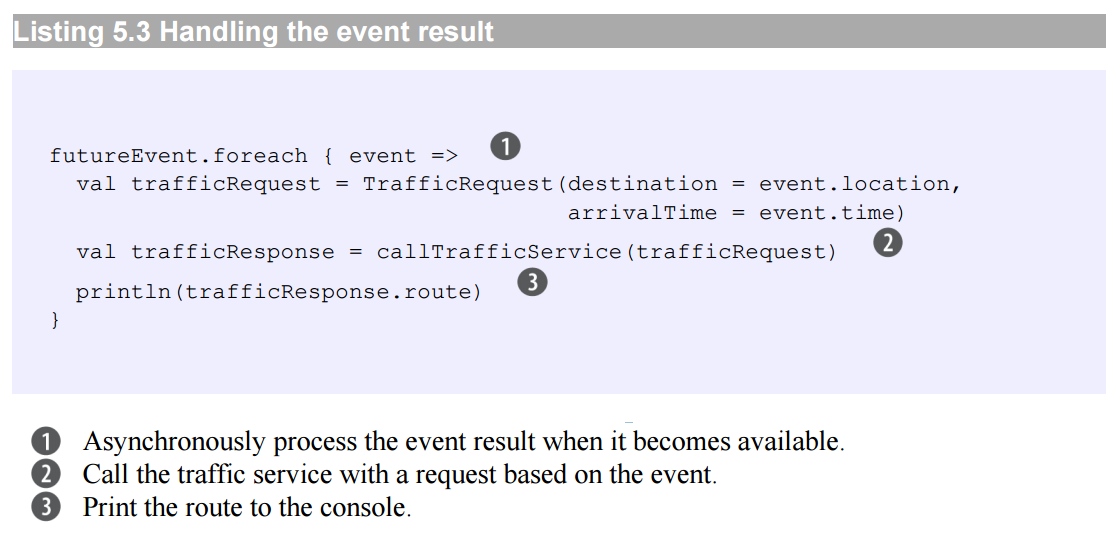 Listing 5.3 Handling the event result
futureEvent.foreach { event => 1
val trafficRequest = TrafficRequest(destination = event.location,
arrivalTime = event.time)
val trafficResponse = callTrafficService(trafficRequest) 2
println(trafficResponse.route) 3
}
1 Asynchronously process the event result when it becomes available.
2 Call the traffic service with a request based on the event.
3 Print the route to the console.